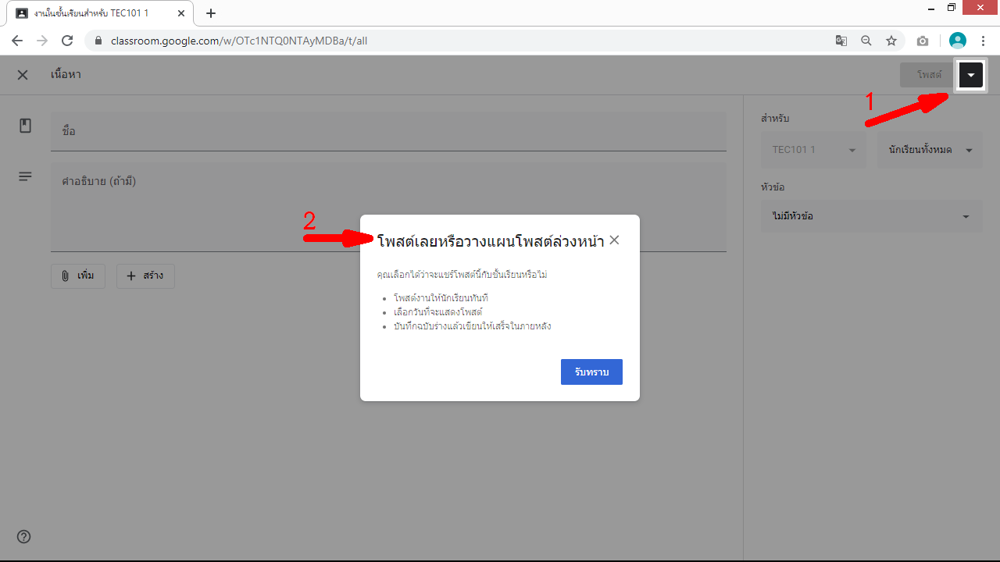 งานในชั้นเรียนสำหรับ TEC101 1
classroom.google.com/w/OTc1NTQ0NTAyMDBa/t/all
เนื้อหา
โพสต์
1
สำหรับ
ชื่อ
TEC101 1
นักเรียนทั้งหมด
คำอธิบาย (ถ้ามี)
หัวข้อ
ไม่มีหัวข้อ
2
โพสต์เลยหรือวางแผนโพสต์ล่วงหน้า
คุณเลือกได้ว่าจะแชร์โพสต์นี้กับชั้นเรียนหรือไม่
เพิ่ม
สร้าง
โพสต์งานให้นักเรียนทันที
เลือกวันที่จะแสดงโพสต์
บันทึกฉบับร่างแล้วเขียนให้เสร็จในภายหลัง
รับทราบ